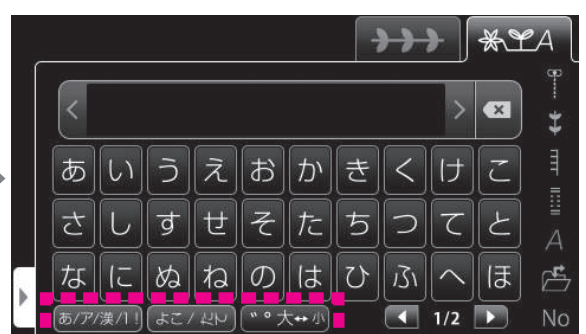 A
あ い う え お か き く け こ
さ し す せ そ た ち つ て と
A
な に ぬ ね の は ひ ふ へ ほ
あ/ア/漢/1! よこ/よこ ゛゜大↔小 1/2 No